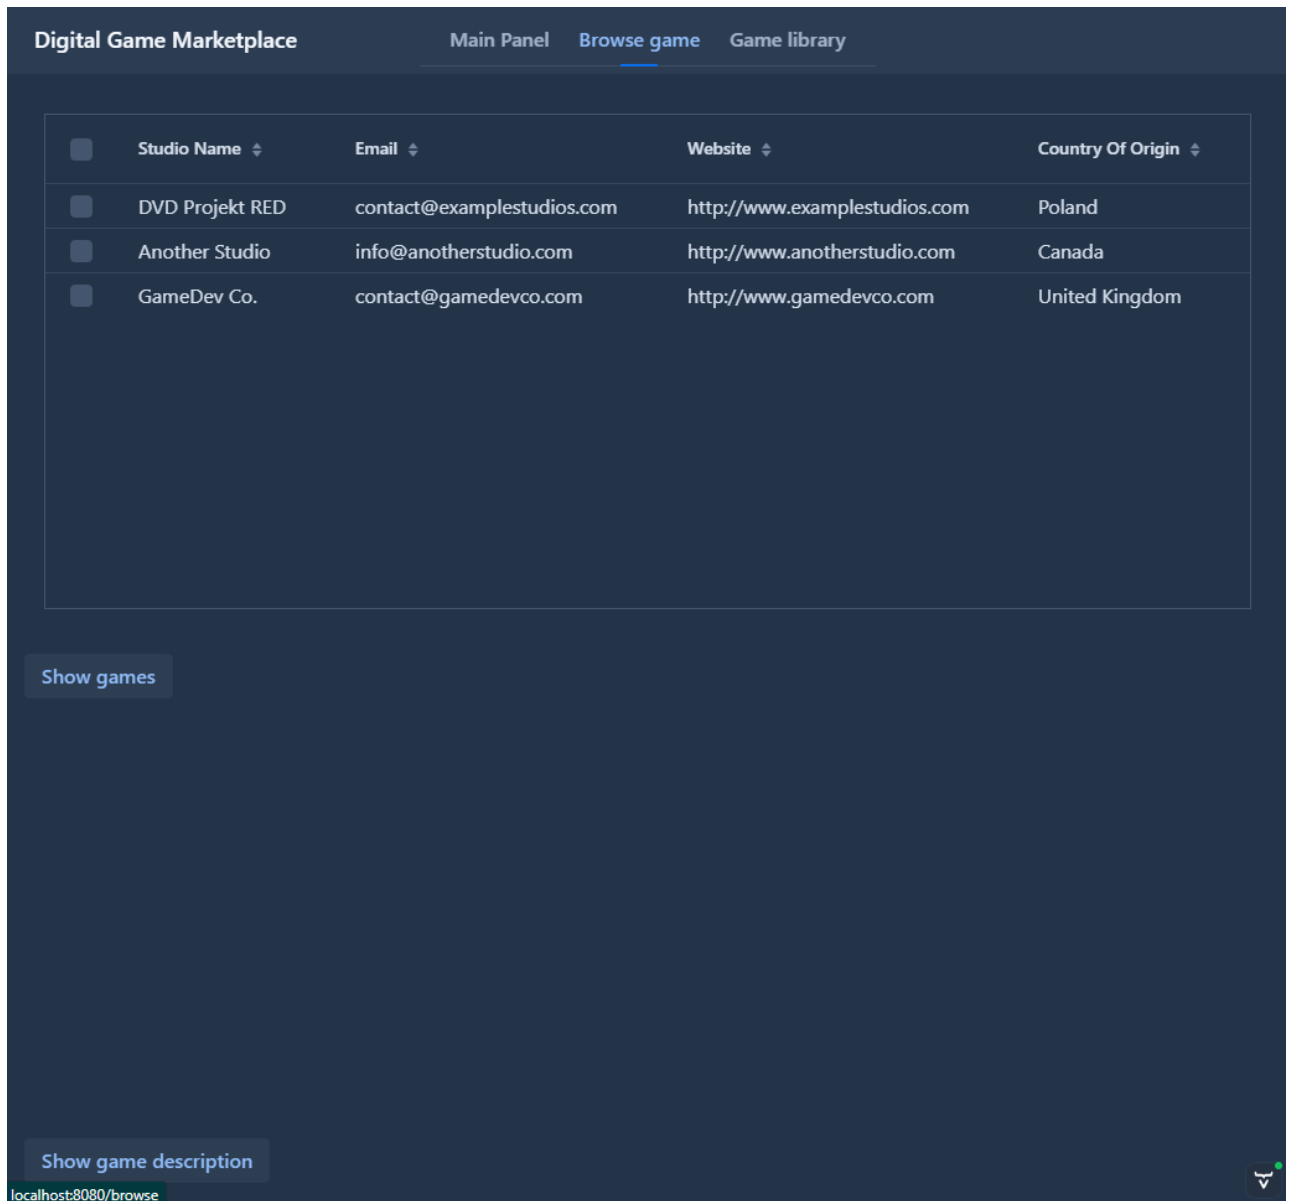 Digital Game Marketplace Main Panel Browse game Game library
Studio Name Email Website Country Of Origin
DVD Projekt RED contact@examplestudios.com http://www.examplestudios.com Poland
Another Studio info@anotherstudio.com http://www.anotherstudio.com Canada
GameDev Co. contact@gamedevco.com http://www.gamedevco.com United Kingdom
Show games
Show game description
localhost:8080/browse